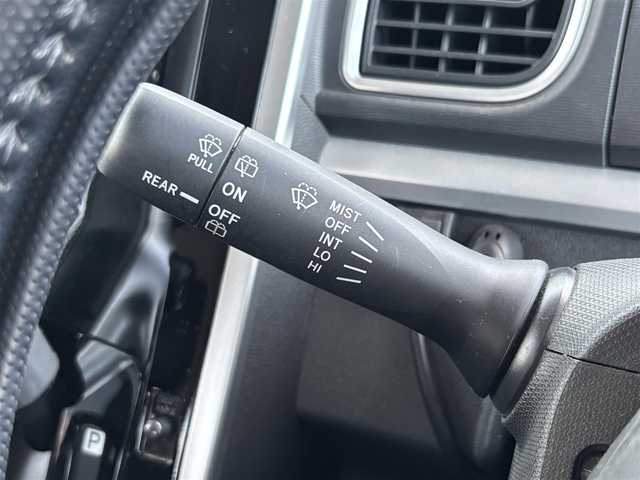 PULL
REAR
ON
OFF
MIST
OFF
INT
LO
HI
P